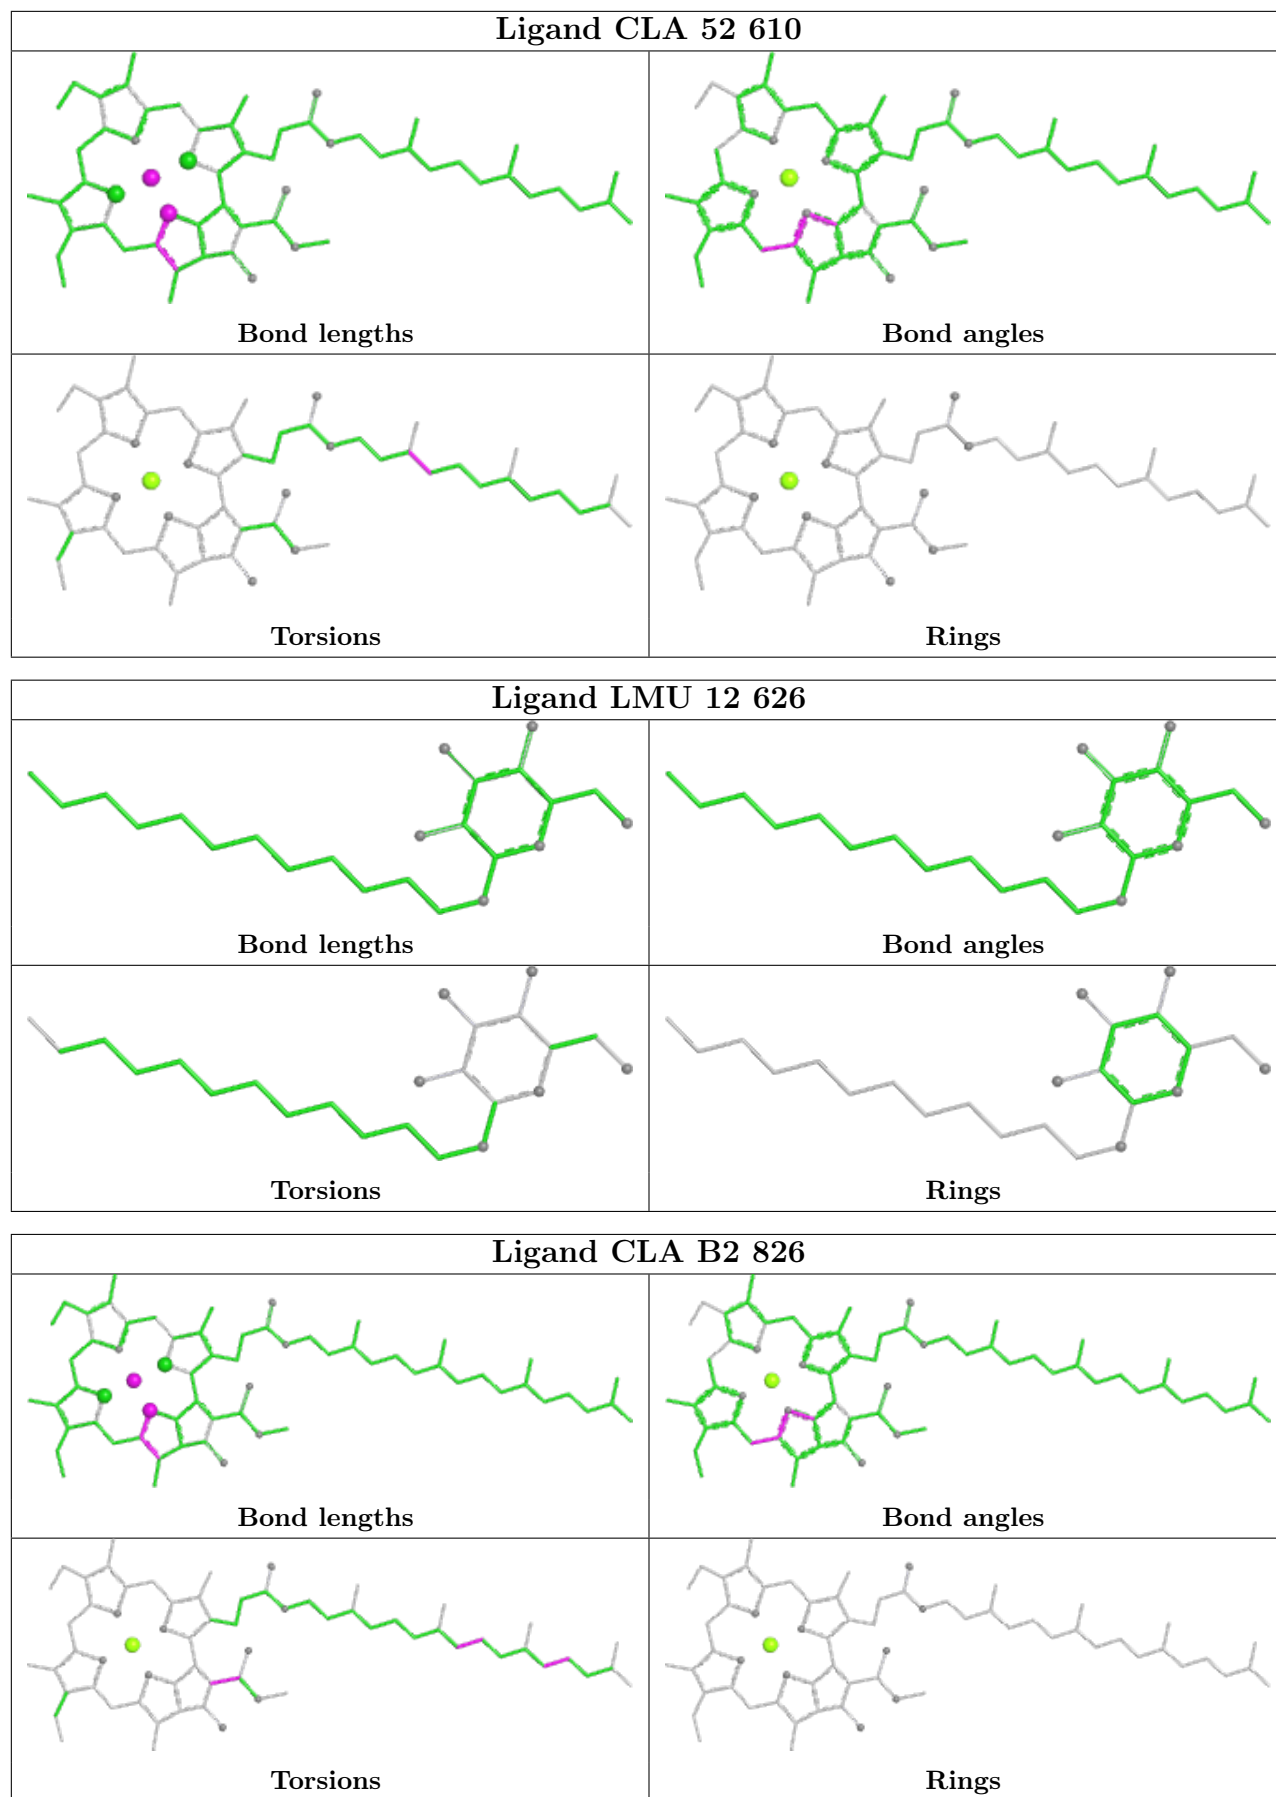 Ligand CLA 52 610
Bond lengths
Bond angles
Torsions
Rings
Ligand LMU 12 626
Bond lengths
Bond angles
Torsions
Rings
Ligand CLA B2 826
Bond lengths
Bond angles
Torsions
Rings